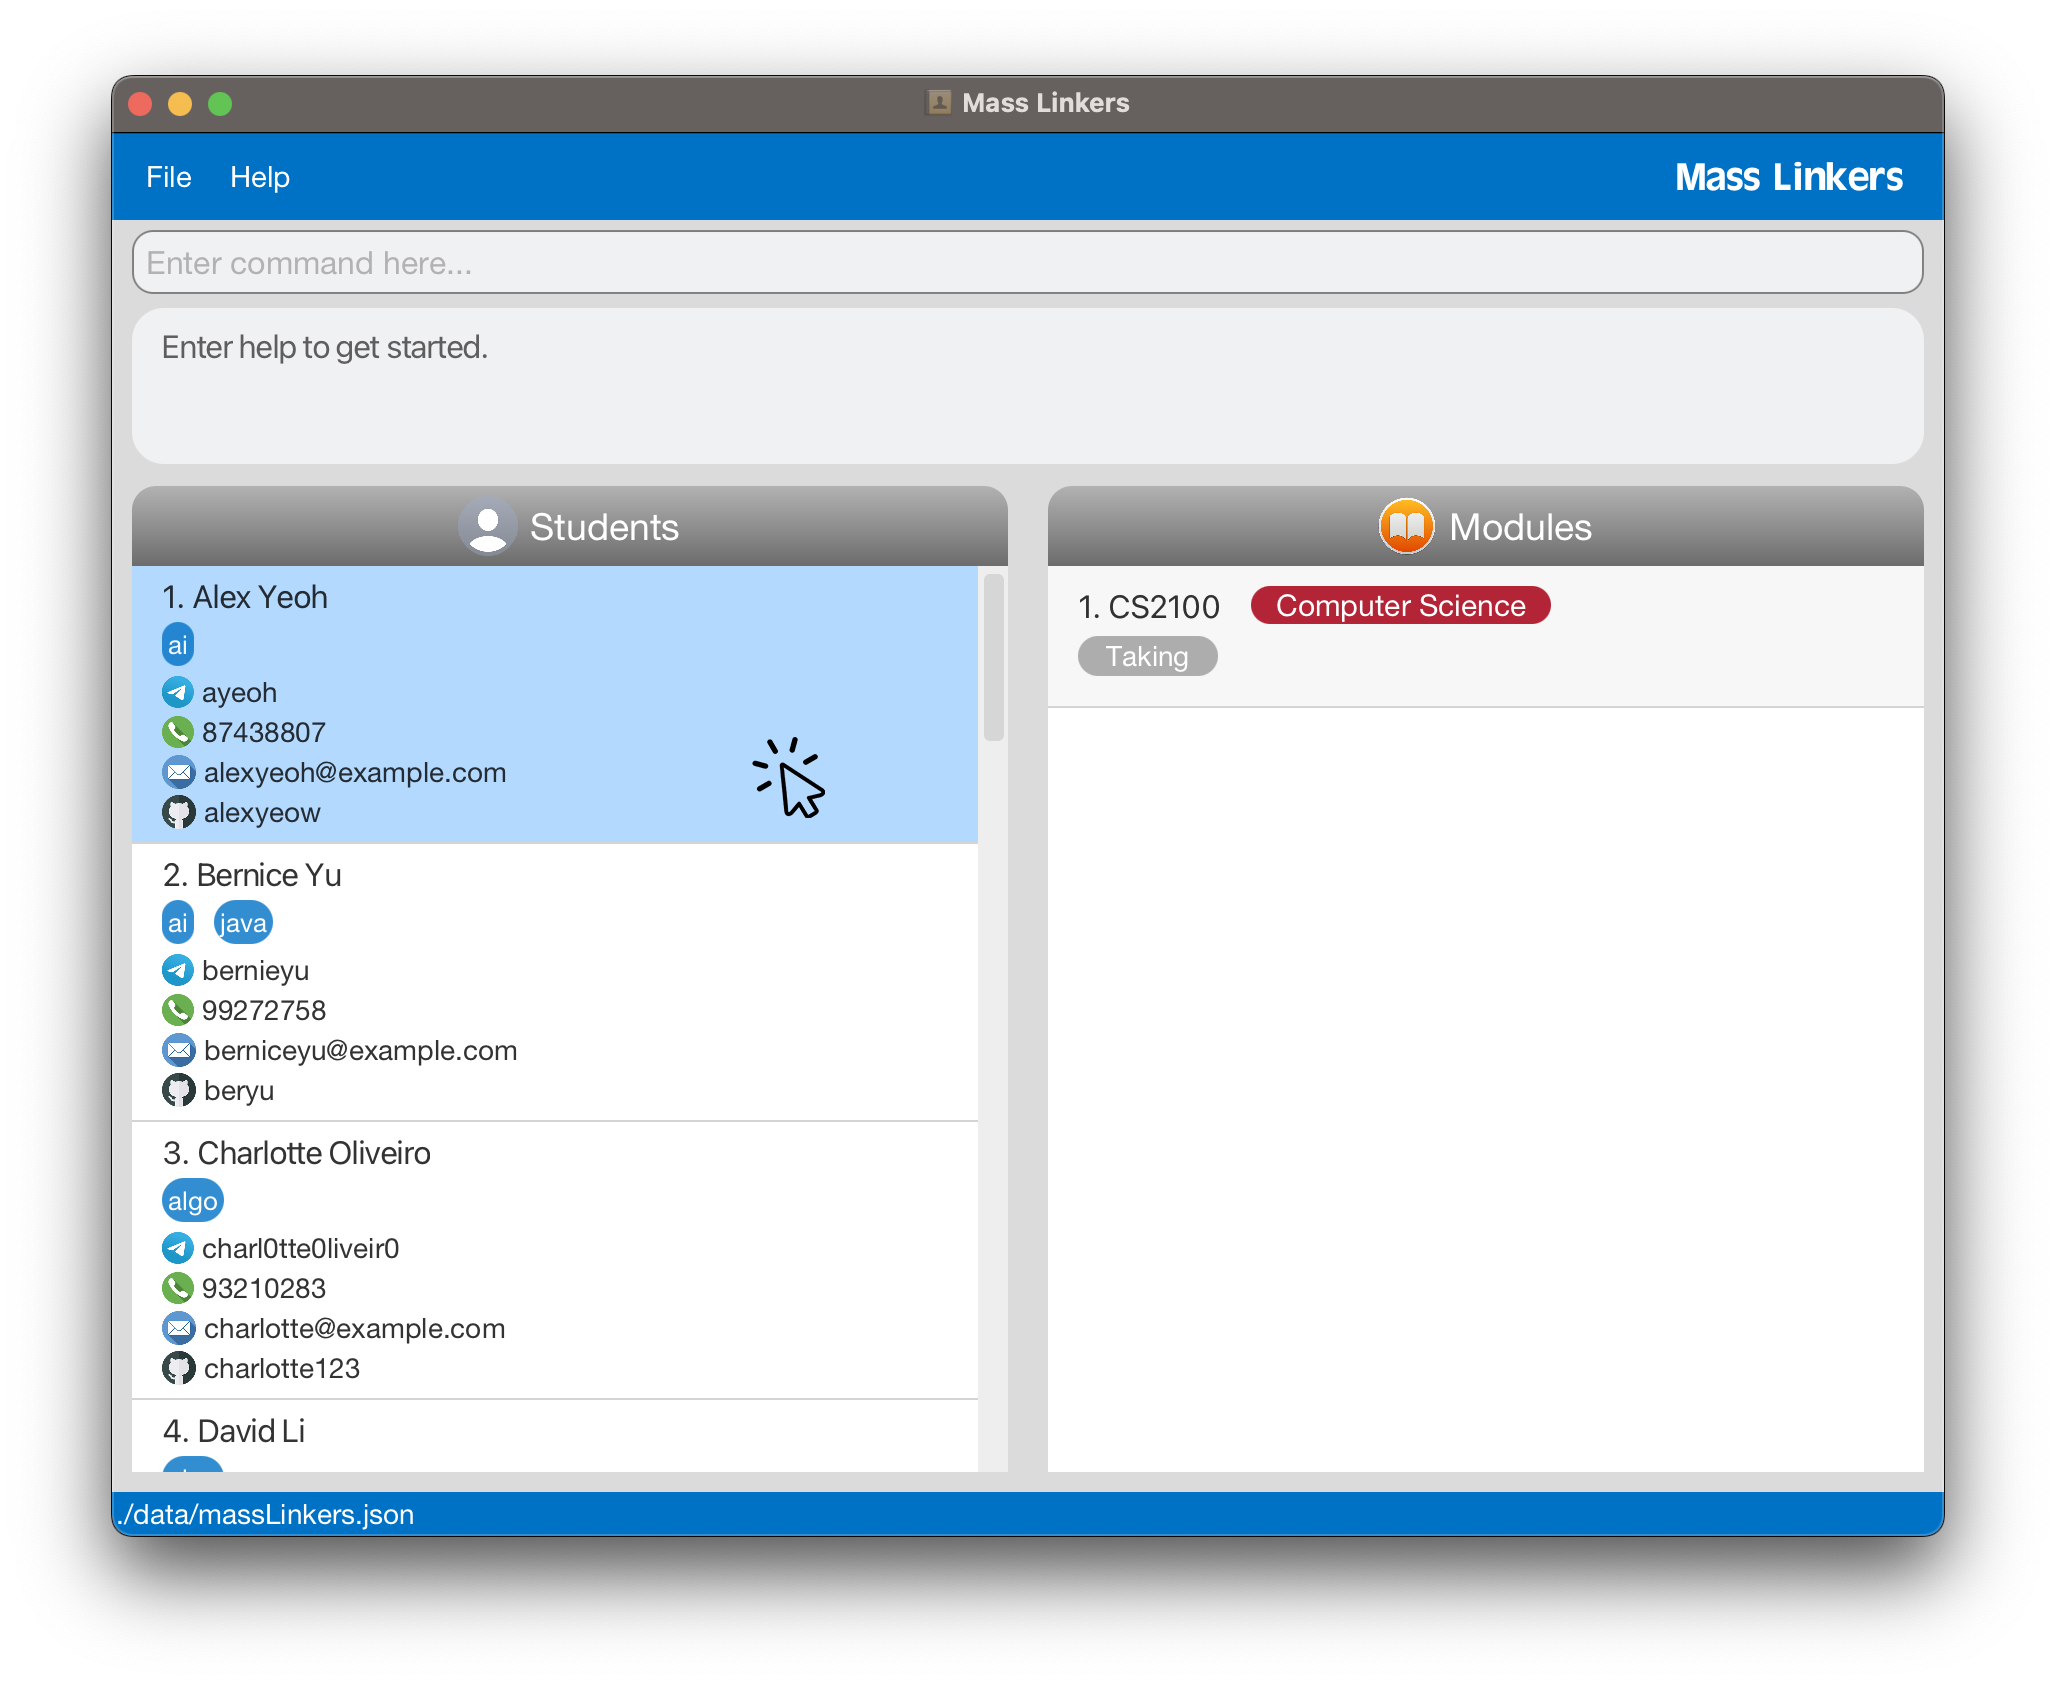 Mass Linkers
File Help Mass Linkers
Enter command here...
Enter help to get started.
Students
1. Alex Yeoh
ai
ayeoh
87438807
alexyeoh@example.com
alexyeow
2. Bernice Yu
ai java
bernieyu
99272758
berniceyu@example.com
beryu
3. Charlotte Oliveiro
algo
charl0tte0liveir0
93210283
charlotte@example.com
charlotte123
4. David Li
Modules
1. CS2100 Computer Science
Taking
./data/massLinkers.json